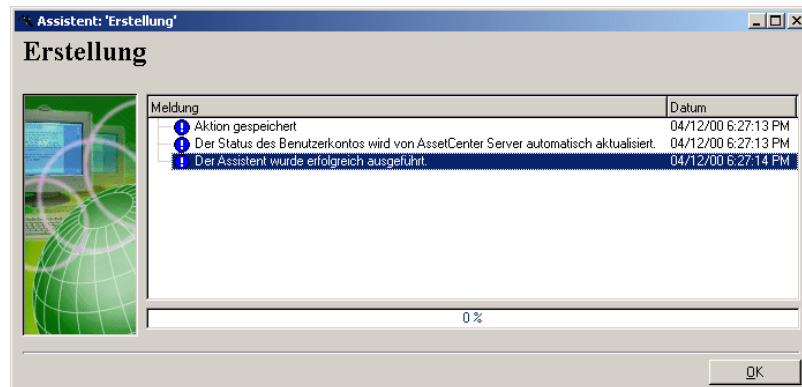 Assistent: 'Erstellung'
Erstellung
Meldung Datum
Aktion gespeichert 04/12/00 6:27:13 PM
Der Status des Benutzerkontos wird von AssetCenter Server automatisch aktualisiert. 04/12/00 6:27:13 PM
Der Assistent wurde erfolgreich ausgeführt. 04/12/00 6:27:14 PM
0 %
OK